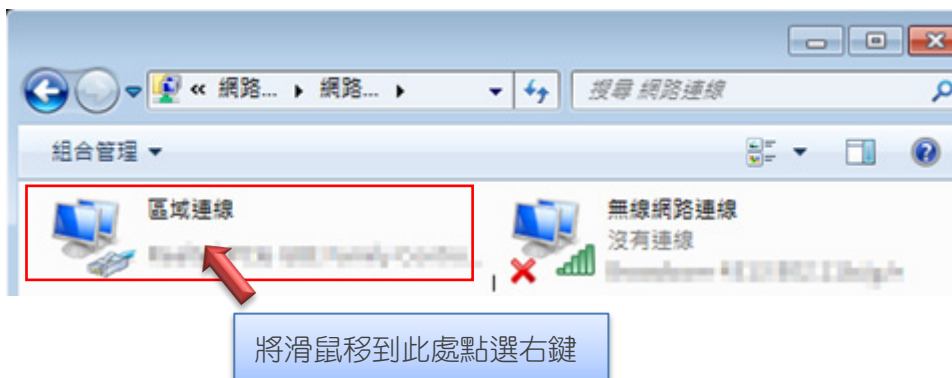 « 網路... ▸ 網路... ▸
搜尋 網路連線
組合管理
區域連線
無線網路連線
沒有連線
將滑鼠移到此處點選右鍵